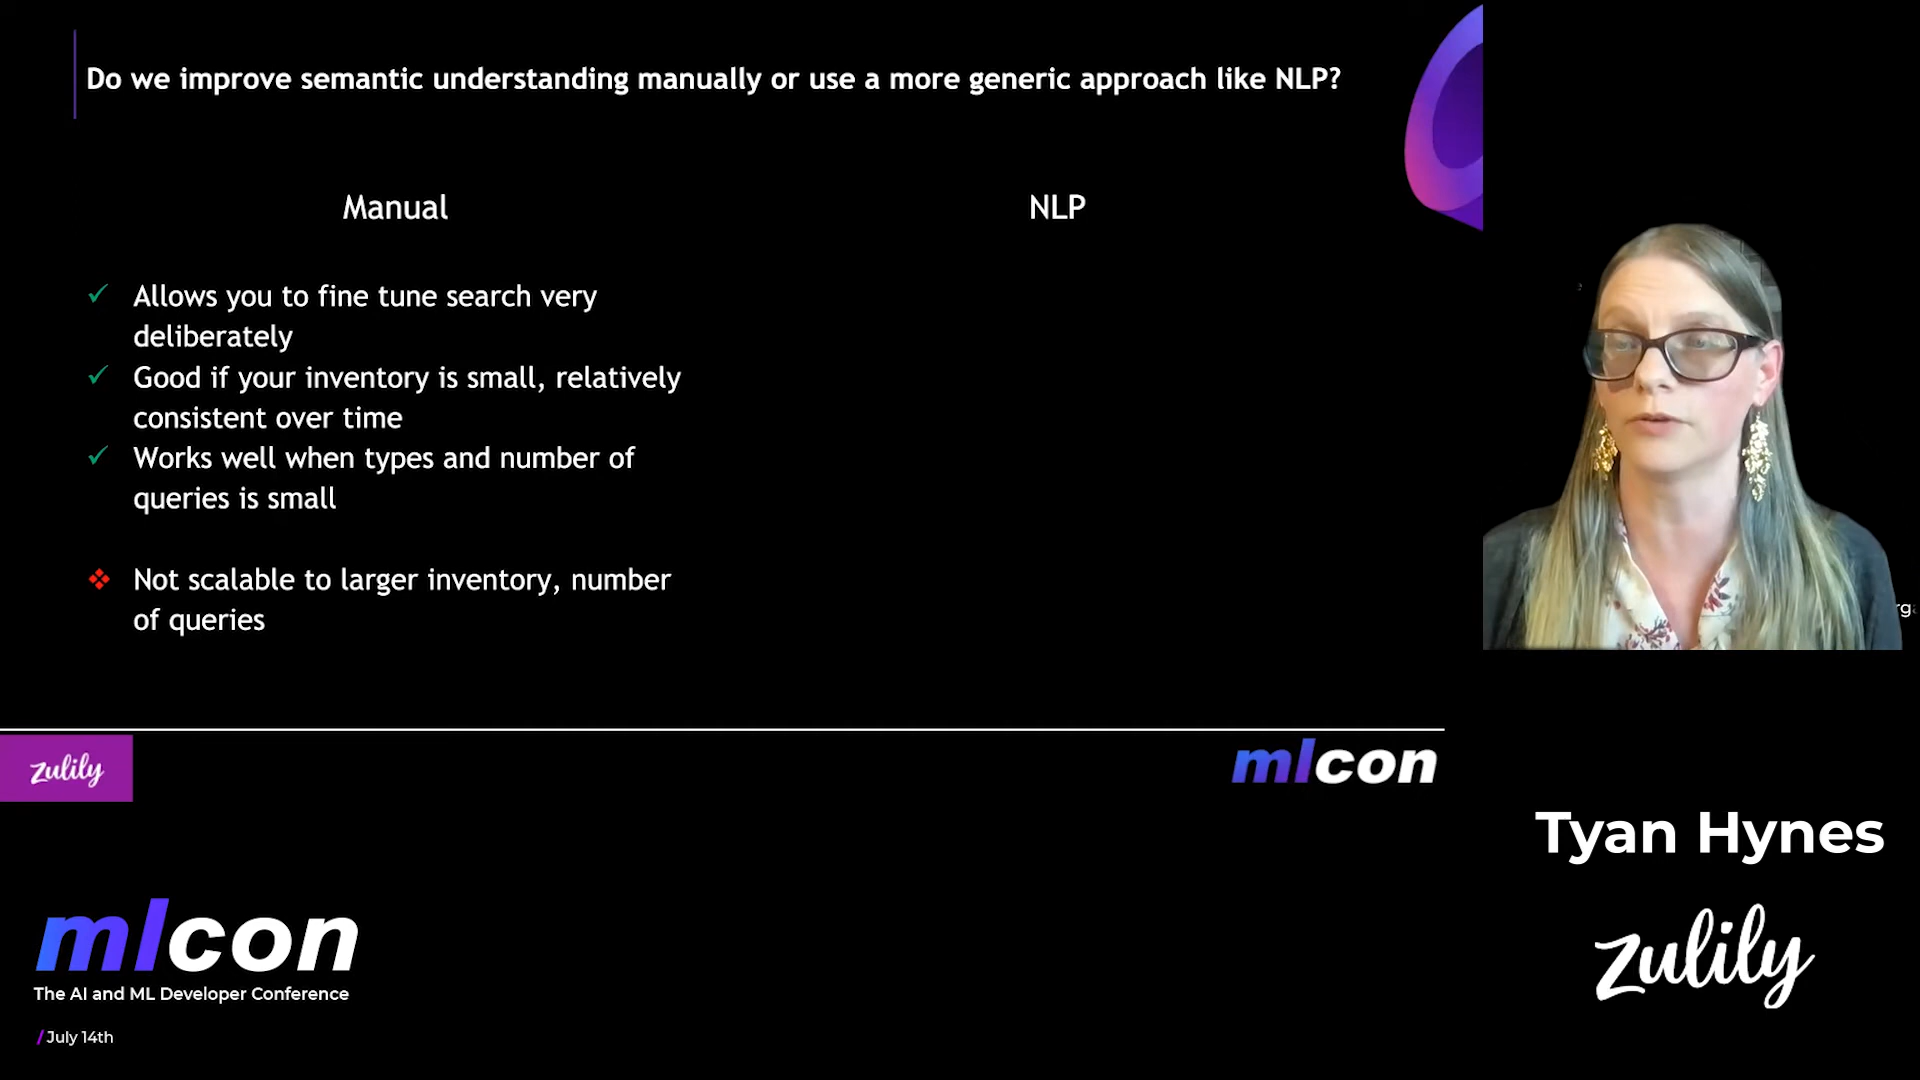 Do we improve semantic understanding manually or use a more generic approach like NLP?
Manual
NLP
Allows you to fine tune search very
deliberately
Good if your inventory is small, relatively
consistent over time
Works well when types and number of
queries is small
Not scalable to larger inventory, number
of queries
zulily
mlcon
Tyan Hynes
zulily
mlcon
The AI and ML Developer Conference
/July 14th